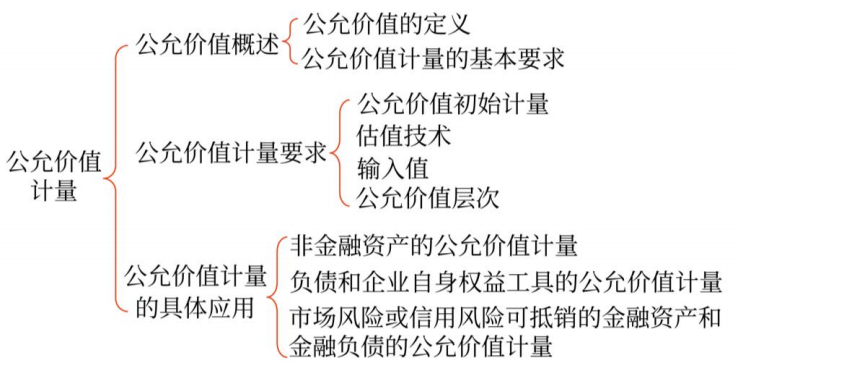 公允价值
计量
公允价值概述
公允价值的定义
公允价值计量的基本要求
公允价值计量要求
公允价值初始计量
估值技术
输入值
公允价值层次
公允价值计量
的具体应用
非金融资产的公允价值计量
负债和企业自身权益工具的公允价值计量
市场风险或信用风险可抵销的金融资产和
金融负债的公允价值计量